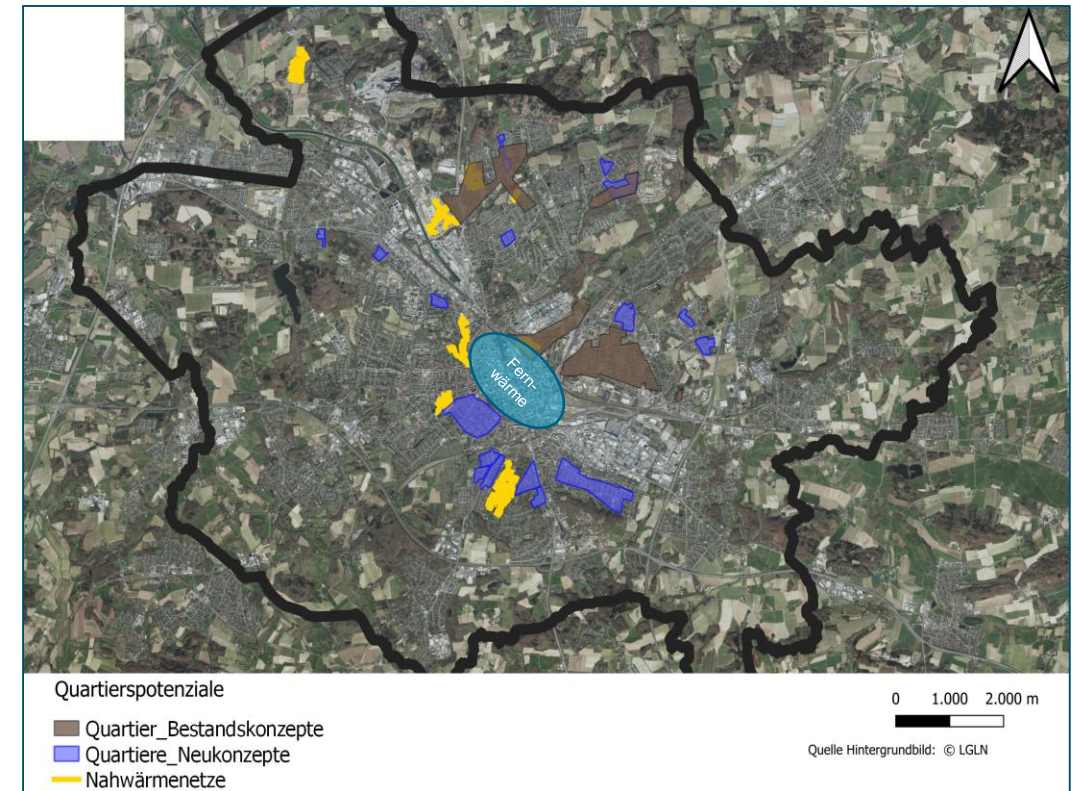 Fern-
wärme
Quartierspotenziale
Quartier_Bestandskonzepte
Quartiere_Neukonzepte
Nahwärmenetze
0 1.000 2.000 m
Quelle Hintergrundbild: © LGLN